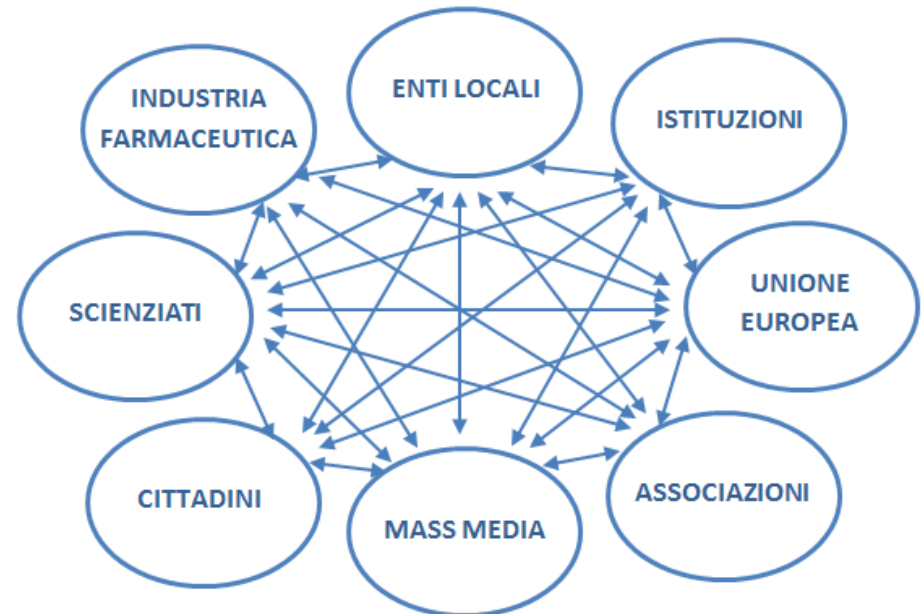 ENTI LOCALI
INDUSTRIA
FARMACEUTICA
ISTITUZIONI
SCIENZIATI
UNIONE
EUROPEA
CITTADINI
ASSOCIAZIONI
MASS MEDIA